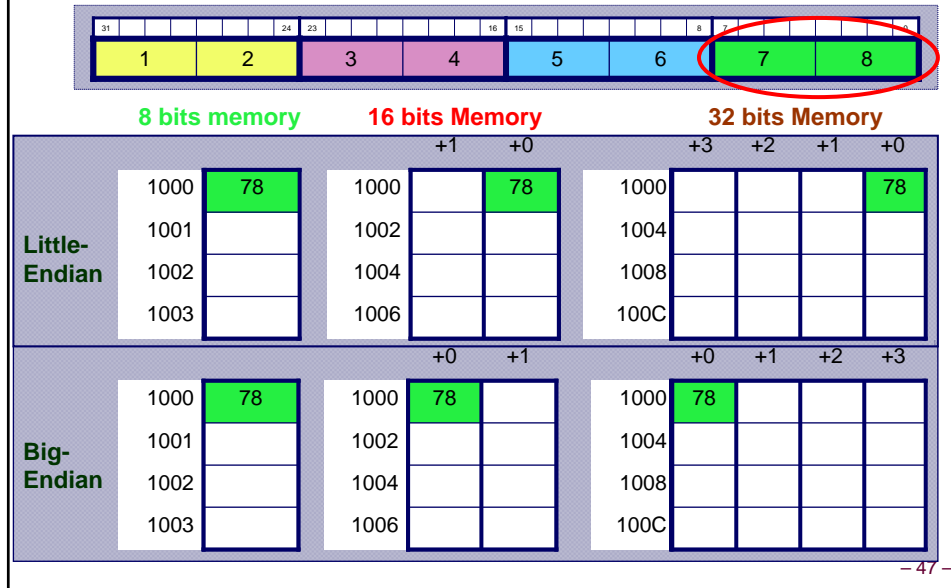 31 24 23 16 15 8 7 0
1 2 3 4 5 6 7 8
8 bits memory 16 bits Memory 32 bits Memory
+1 +0 +3 +2 +1 +0
1000 78 1000 78 1000 78
1001 1002 1004
Little-
Endian 1002 1004 1008
1003 1006 100C
+0 +1 +0 +1 +2 +3
1000 78 1000 78 1000 78
1001 1002 1004
Big-
Endian 1002 1004 1008
1003 1006 100C
– 47 –